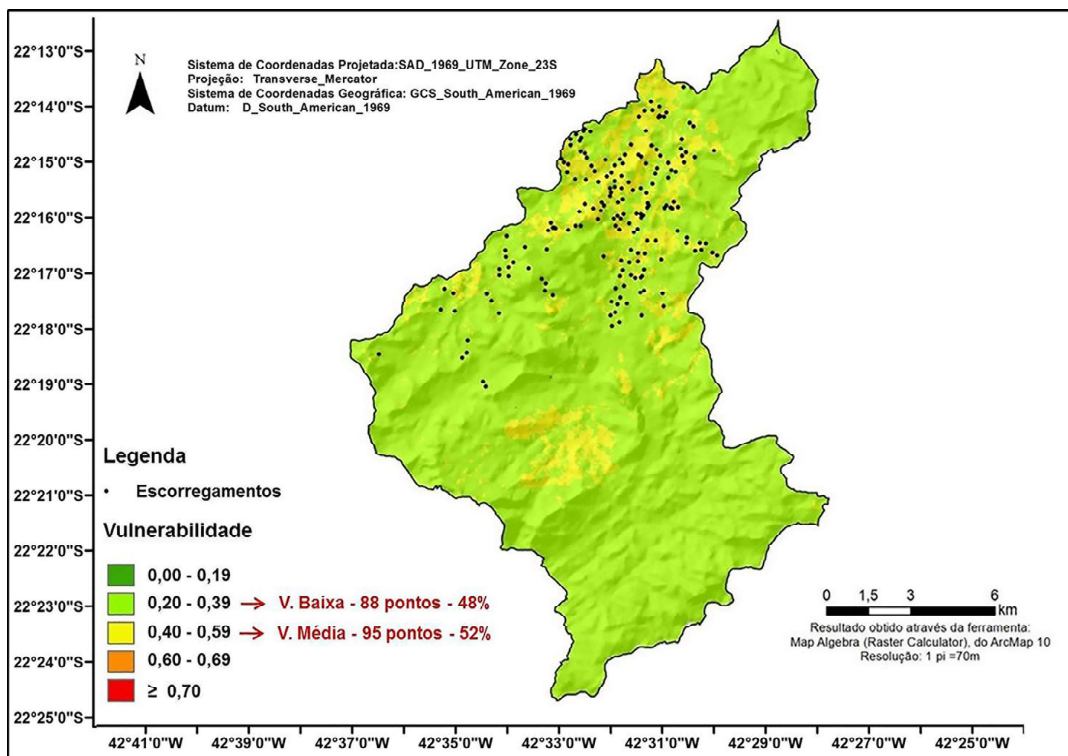 22°13'0"S
22°14'0"S
22°15'0"S
22°16'0"S
22°17'0"S
22°18'0"S
22°19'0"S
22°20'0"S
22°21'0"S
22°22'0"S
22°23'0"S
22°24'0"S
22°25'0"S
N
Sistema de Coordenadas Projetada:SAD_1969_UTM_Zone_23S
Projeção: Transverse_Mercator
Sistema de Coordenadas Geográfica: GCS_South_American_1969
Datum: D_South_American_1969
Legenda
Escorregamentos
Vulnerabilidade
0,00 - 0,19
0,20 - 0,39 → V. Baixa - 88 pontos - 48%
0,40 - 0,59 → V. Média - 95 pontos - 52%
0,60 - 0,69
≥ 0,70
0 1,5 3 6
km
Resultado obtido através da ferramenta:
Map Algebra (Raster Calculator), do ArcMap 10
Resolução: 1 pi =70m
42°41'0"W 42°39'0"W 42°37'0"W 42°35'0"W 42°33'0"W 42°31'0"W 42°29'0"W 42°27'0"W 42°25'0"W